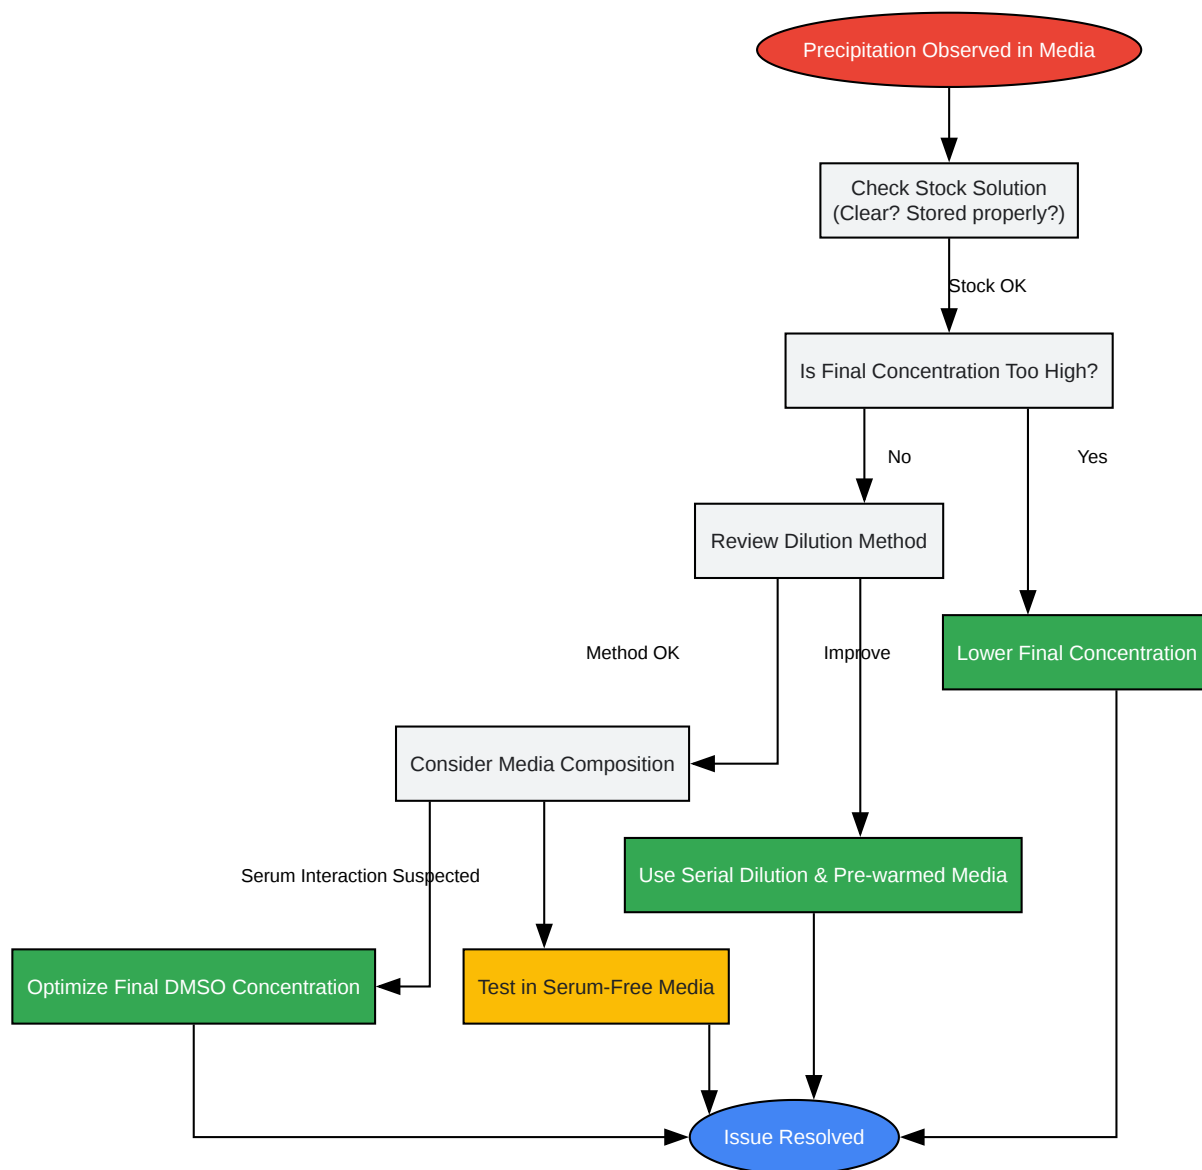 Precipitation Observed in Media
Check Stock Solution
(Clear? Stored properly?)
Stock OK
Is Final Concentration Too High?
No
Yes
Review Dilution Method
Method OK
Improve
Lower Final Concentration
Consider Media Composition
Serum Interaction Suspected
Use Serial Dilution & Pre-warmed Media
Optimize Final DMSO Concentration
Test in Serum-Free Media
Issue Resolved